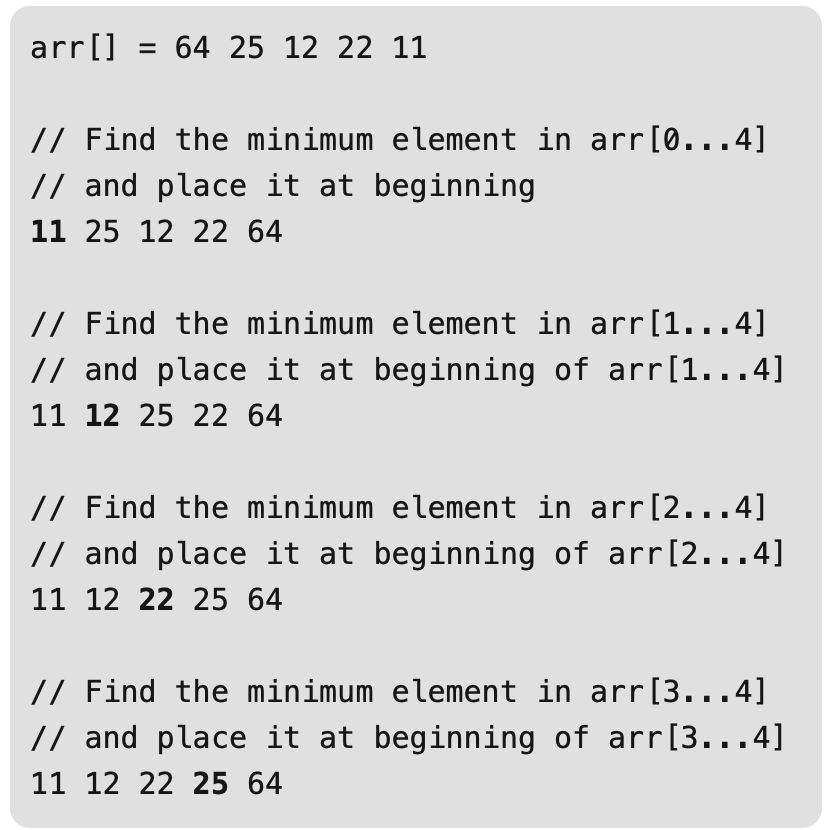 arr[] = 64 25 12 22 11
// Find the minimum element in arr[0...4]
// and place it at beginning
11 25 12 22 64
// Find the minimum element in arr[1...4]
// and place it at beginning of arr[1...4]
11 12 25 22 64
// Find the minimum element in arr[2...4]
// and place it at beginning of arr[2...4]
11 12 22 25 64
// Find the minimum element in arr[3...4]
// and place it at beginning of arr[3...4]
11 12 22 25 64